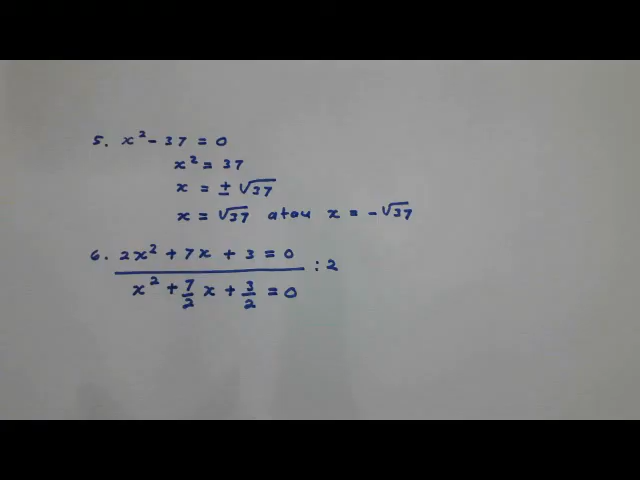 5. x² - 37 = 0
x² = 37
x = ± √37
x = √37 atau x = -√37
6. 2x² + 7x + 3 = 0 : 2
x² + 7/2 x + 3/2 = 0